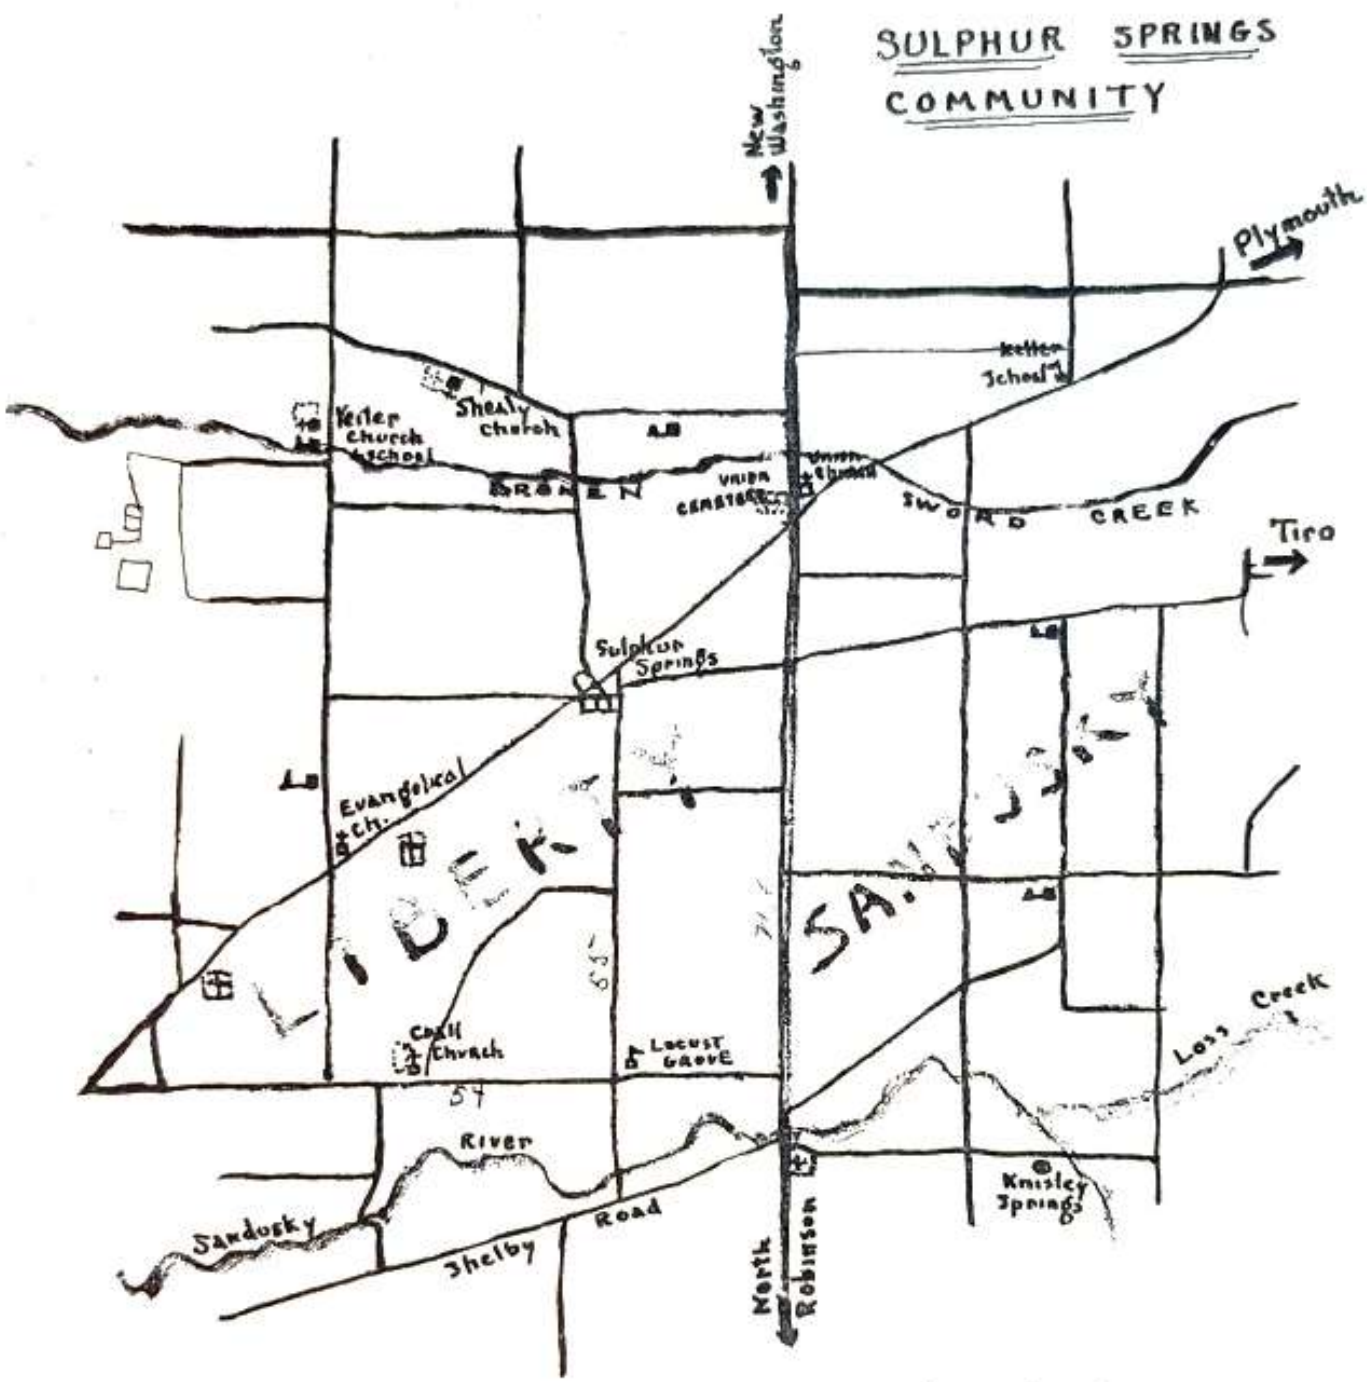 SULPHUR SPRINGS
COMMUNITY
New
Washington
Plymouth
School
Shealy
Church
Church
& School
Union
Church
UNION
CEMETERY
BROKEN SWORD CREEK
Tiro
Sulphur
Springs
Evangelical
Ch.
LIBERTY
SANDUSKY
55
Church
LOCUST
GROVE
Loss Creek
River
Knisley
Springs
Sandusky
Shelby Road
North
Robinson